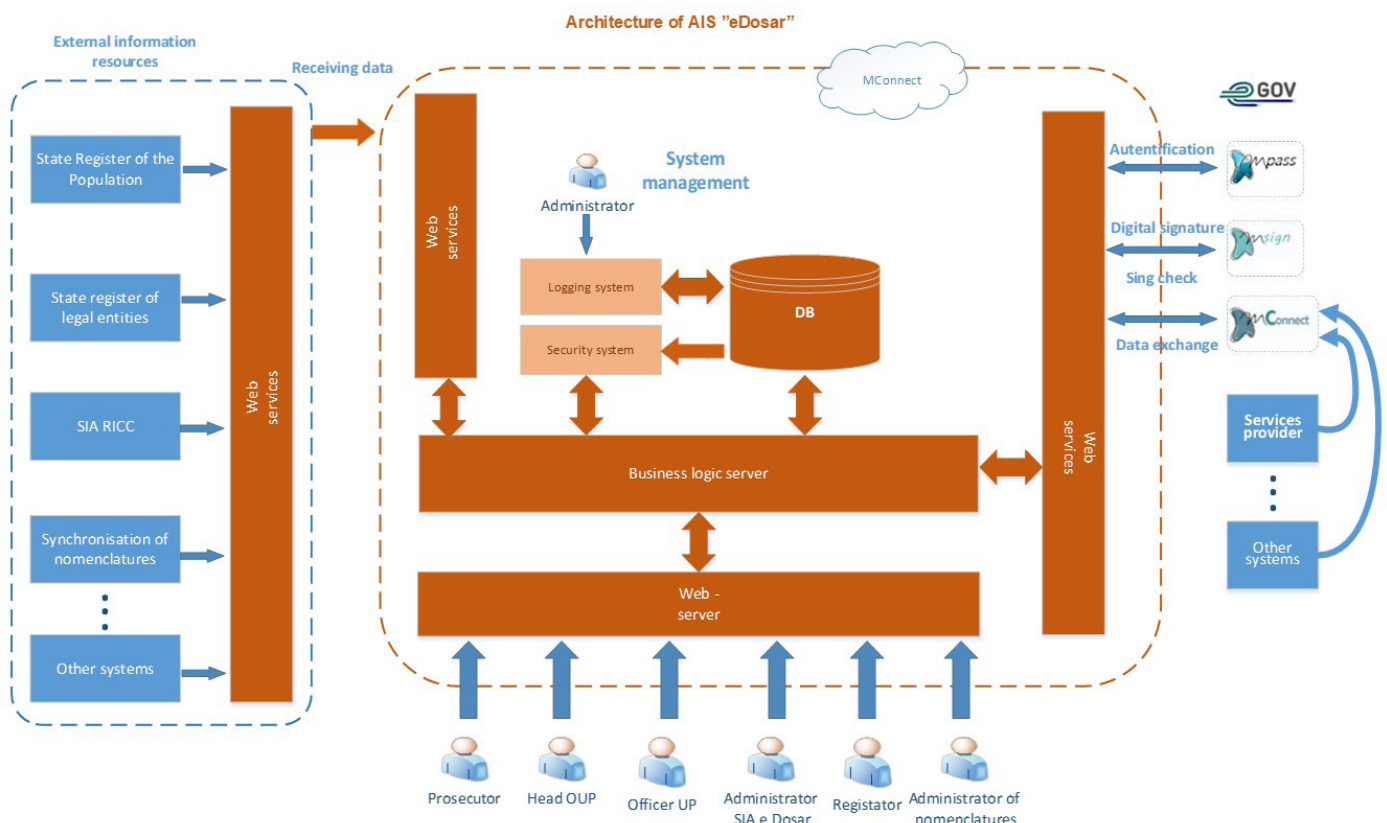 Architecture of AIS ”eDosar”
External information
resources
Receiving data
MConnect
State Register of the
Population
State register of
legal entities
SIA RICC
Synchronisation of
nomenclatures
Other systems
Web
services
Web
services
System
management
Administrator
Logging system
Security system
DB
Business logic server
Web -
server
Web
services
GOV
Autentification
Mpass
Digital signature
Msign
Sing check
MConnect
Data exchange
Services
provider
Other
systems
Prosecutor
Head OUP
Officer UP
Administrator
SIA e Dosar
Registator
Administrator of
nomenclatures